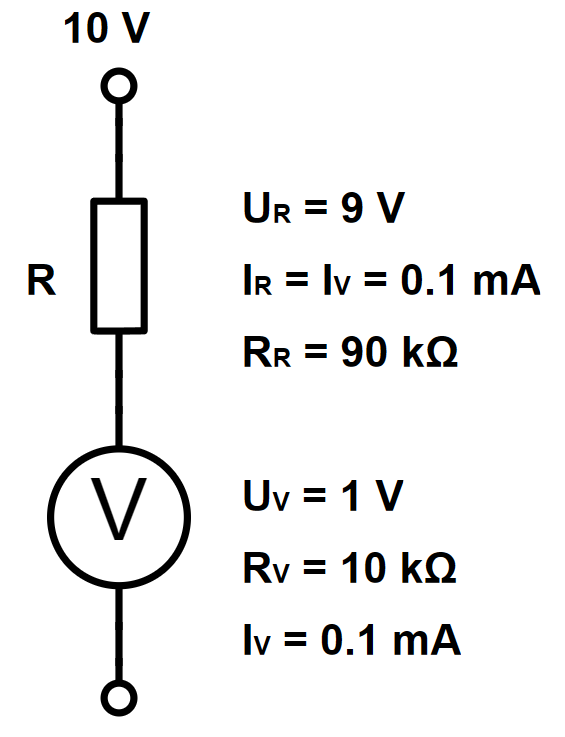 10 V
R
UR = 9 V
IR = IV = 0.1 mA
RR = 90 kΩ
V
UV = 1 V
RV = 10 kΩ
IV = 0.1 mA